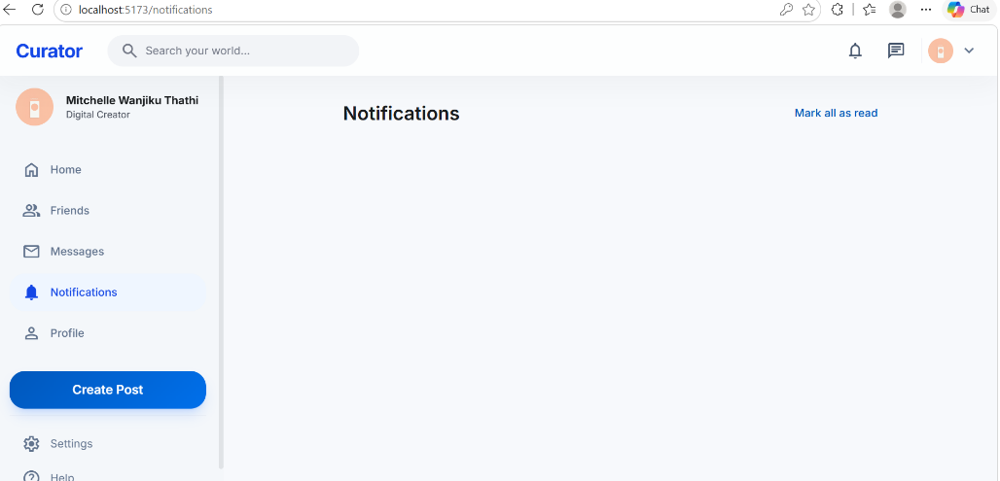 localhost:5173/notifications
Chat
Curator
Search your world...
Mitchelle Wanjiku Thathi
Digital Creator
Home
Friends
Messages
Notifications
Profile
Create Post
Settings
Help
Notifications
Mark all as read